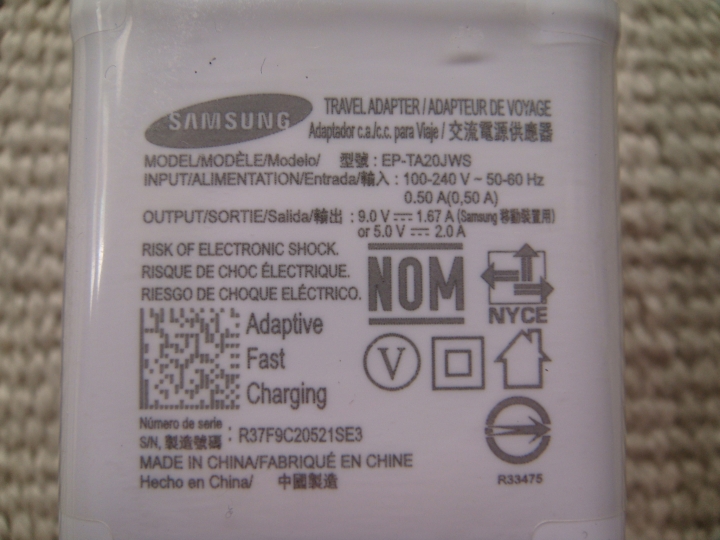 SAMSUNG
TRAVEL ADAPTER / ADAPTEUR DE VOYAGE
Adaptador c.a./c.c. para Viaje / 交流電源供應器
MODEL/MODÈLE/Modelo/ 型號 : EP-TA20JWS
INPUT/ALIMENTATION/Entrada/輸入 : 100-240 V ~ 50-60 Hz
0.50 A(0,50 A)
OUTPUT/SORTIE/Salida/輸出 : 9.0 V ⎓ 1.67 A (Samsung 移動裝置用)
or 5.0 V ⎓ 2.0 A
RISK OF ELECTRONIC SHOCK.
RISQUE DE CHOC ÉLECTRIQUE.
RIESGO DE CHOQUE ELÉCTRICO.
NOM
NYCE
Adaptive
Fast
Charging
V
Número de serie
S/N, 製造號碼 : R37F9C20521SE3
MADE IN CHINA/FABRIQUÉ EN CHINE
Hecho en China/ 中國製造
R33475